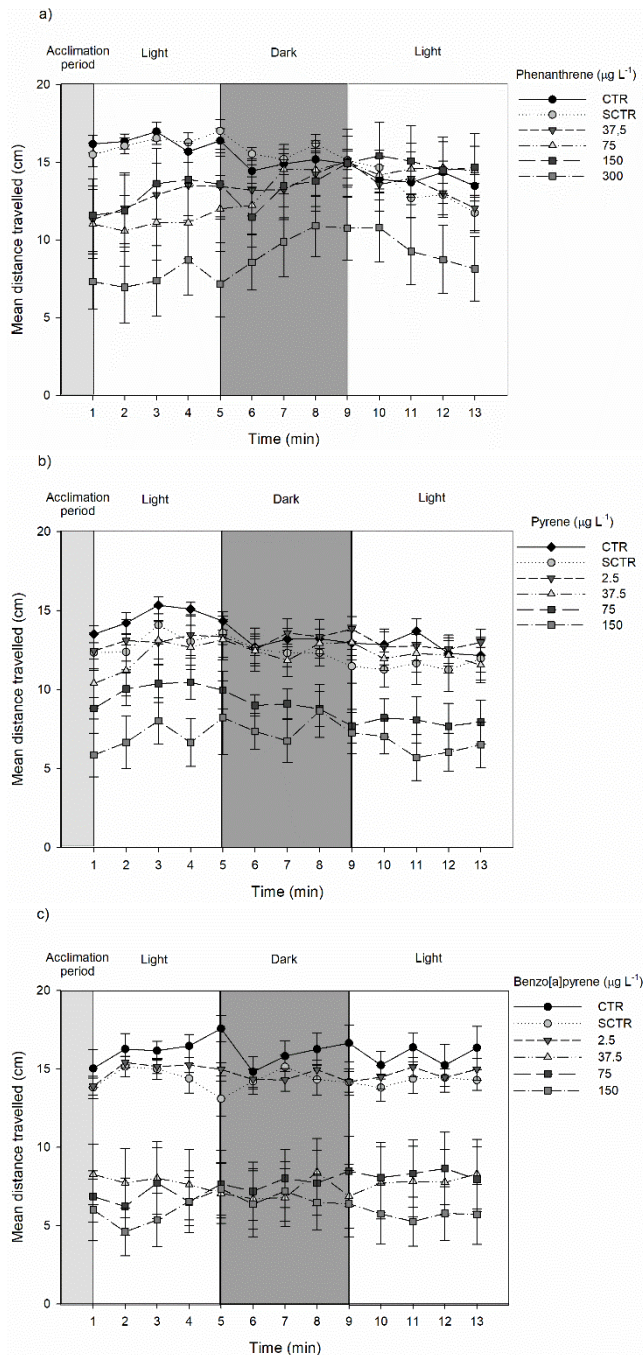 a)
Acclimation
period
Light
Dark
Light
Phenanthrene (µg L-1)
CTR
SCTR
37,5
75
150
300
20
15
10
5
0
Mean distance travelled (cm)
1 2 3 4 5 6 7 8 9 10 11 12 13
Time (min)
b)
Acclimation
period
Light
Dark
Light
Pyrene (µg L-1)
CTR
SCTR
2.5
37.5
75
150
20
15
10
5
0
Mean distance travelled (cm)
1 2 3 4 5 6 7 8 9 10 11 12 13
Time (min)
c)
Acclimation
period
Light
Dark
Light
Benzo[a]pyrene (µg L-1)
CTR
SCTR
2.5
37.5
75
150
20
15
10
5
0
Mean distance travelled (cm)
1 2 3 4 5 6 7 8 9 10 11 12 13
Time (min)